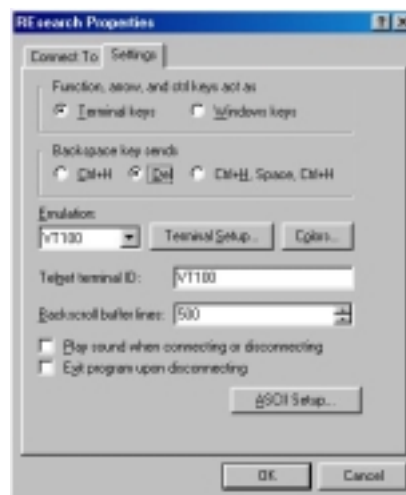 REsearch Properties
Connect To Settings
Function, arrow, and ctrl keys act as
Terminal keys Windows keys
Backspace key sends
Ctrl+H Del Ctrl+H, Space, Ctrl+H
Emulation:
VT100 Terminal Setup... Colors...
Telnet terminal ID: VT100
Backscroll buffer lines: 500
Play sound when connecting or disconnecting
Exit program upon disconnecting
ASCII Setup...
OK Cancel